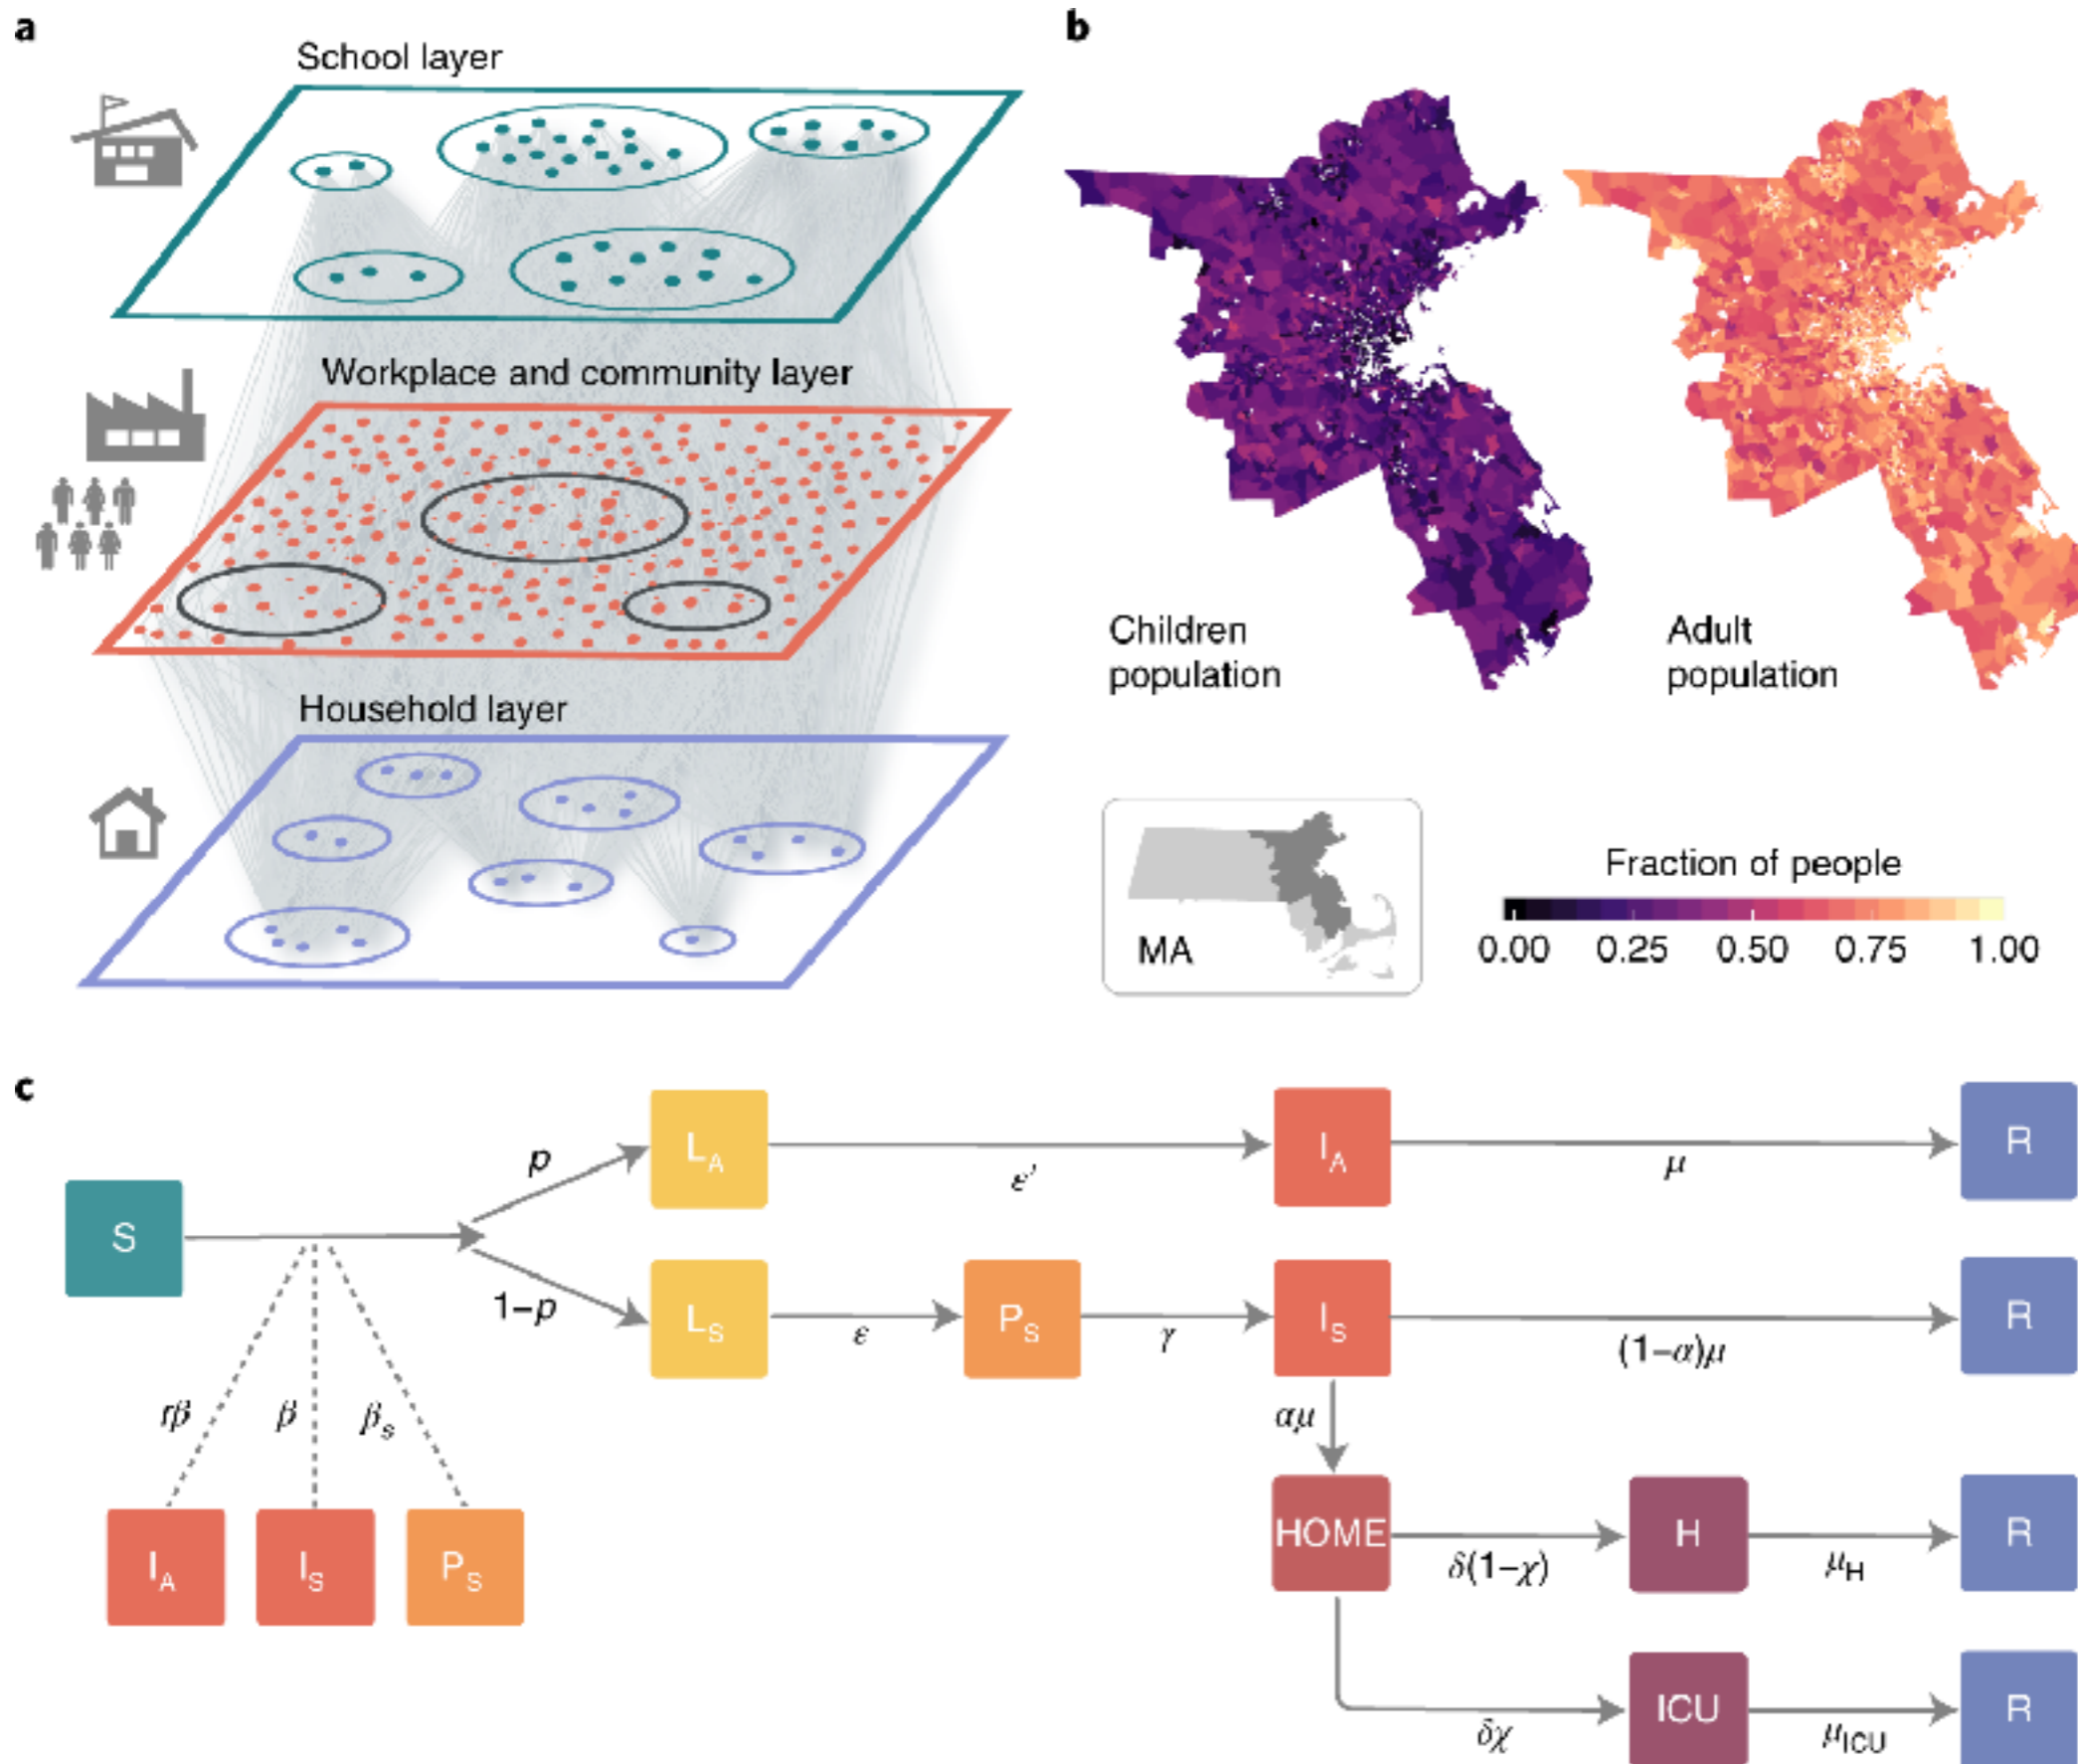 a
School layer
Workplace and community layer
Household layer
b
Children
population
Adult
population
MA
Fraction of people
0.00 0.25 0.50 0.75 1.00
c
S
p
1–p
L_A
ε′
I_A
μ
R
L_S
ε
P_S
γ
I_S
(1–α)μ
R
rβ
β
β_s
I_A
I_S
P_S
αμ
HOME
δ(1–χ)
H
μ_H
R
δχ
ICU
μ_ICU
R